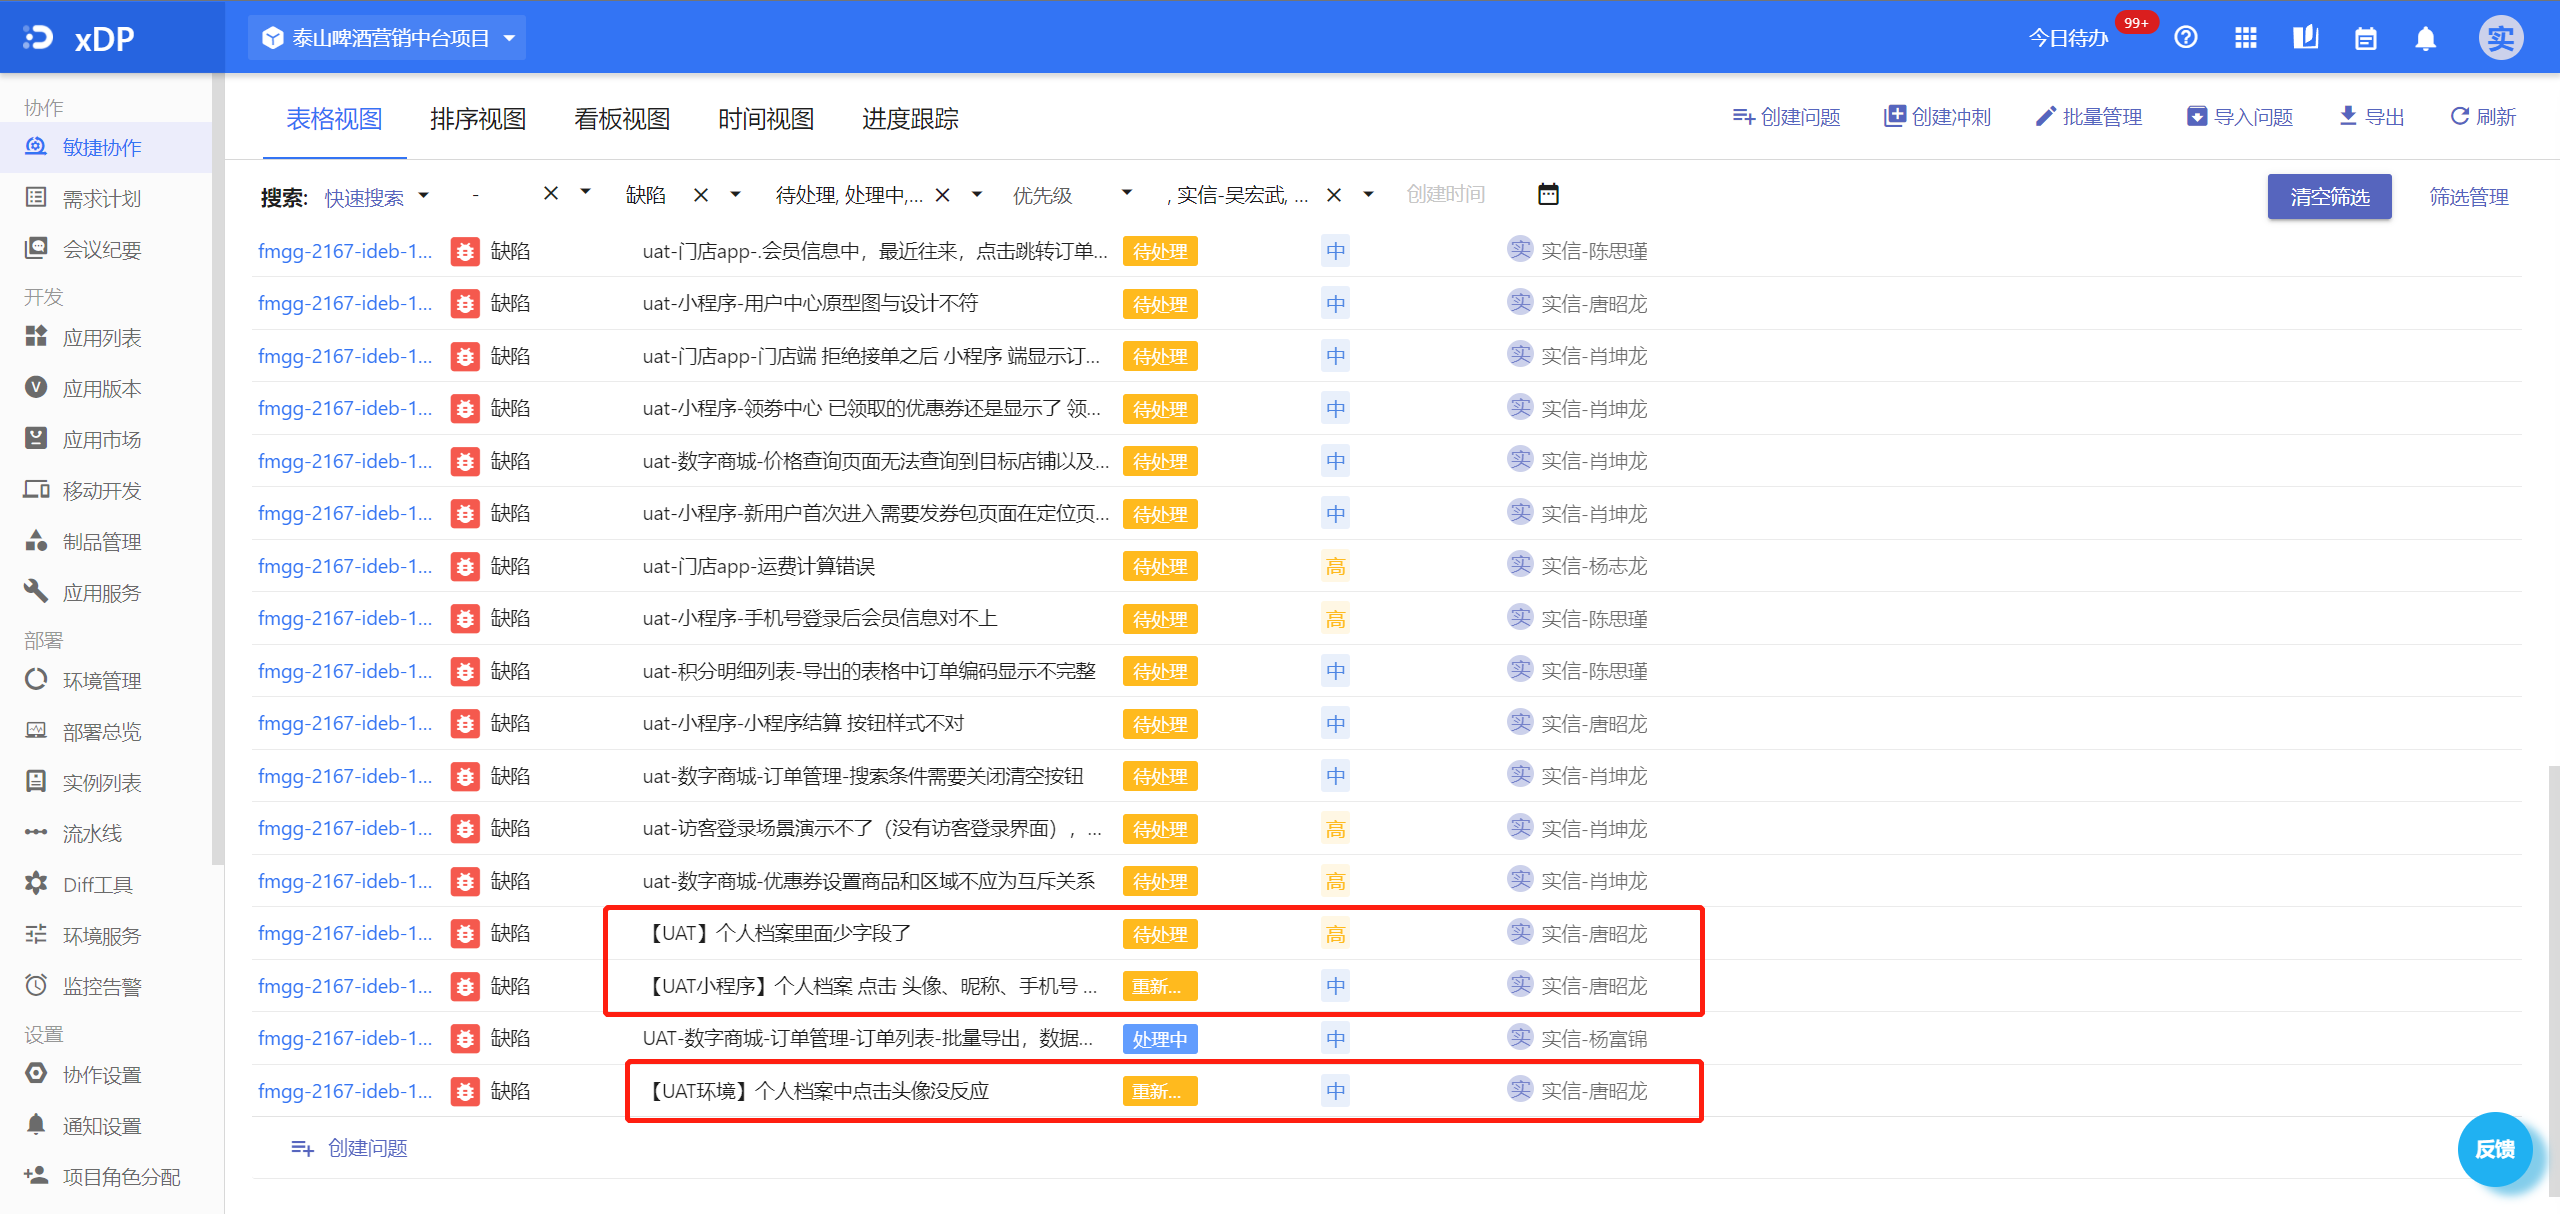 xDP
泰山啤酒营销中台项目
今日待办
99+
实
协作
敏捷协作
需求计划
会议纪要
开发
应用列表
应用版本
应用市场
移动开发
制品管理
应用服务
部署
环境管理
部署总览
实例列表
流水线
Diff工具
环境服务
监控告警
设置
协作设置
通知设置
项目角色分配
表格视图 排序视图 看板视图 时间视图 进度跟踪
创建问题 创建冲刺 批量管理 导入问题 导出 刷新
搜索: 快速搜索 - 缺陷 待处理, 处理中,... 优先级 , 实信-吴宏武, ... 创建时间 清空筛选 筛选管理
fmgg-2167-ideb-1... 缺陷 uat-门店app-.会员信息中，最近往来，点击跳转订单... 待处理 中 实 实信-陈思瑾
fmgg-2167-ideb-1... 缺陷 uat-小程序-用户中心原型图与设计不符 待处理 中 实 实信-唐昭龙
fmgg-2167-ideb-1... 缺陷 uat-门店app-门店端 拒绝接单之后 小程序 端显示订... 待处理 中 实 实信-肖坤龙
fmgg-2167-ideb-1... 缺陷 uat-小程序-领券中心 已领取的优惠券还是显示了 领... 待处理 中 实 实信-肖坤龙
fmgg-2167-ideb-1... 缺陷 uat-数字商城-价格查询页面无法查询到目标店铺以及... 待处理 中 实 实信-肖坤龙
fmgg-2167-ideb-1... 缺陷 uat-小程序-新用户首次进入需要发券包页面在定位页... 待处理 中 实 实信-肖坤龙
fmgg-2167-ideb-1... 缺陷 uat-门店app-运费计算错误 待处理 高 实 实信-杨志龙
fmgg-2167-ideb-1... 缺陷 uat-小程序-手机号登录后会员信息对不上 待处理 高 实 实信-陈思瑾
fmgg-2167-ideb-1... 缺陷 uat-积分明细列表-导出的表格中订单编码显示不完整 待处理 中 实 实信-陈思瑾
fmgg-2167-ideb-1... 缺陷 uat-小程序-小程序结算 按钮样式不对 待处理 中 实 实信-唐昭龙
fmgg-2167-ideb-1... 缺陷 uat-数字商城-订单管理-搜索条件需要关闭清空按钮 待处理 中 实 实信-肖坤龙
fmgg-2167-ideb-1... 缺陷 uat-访客登录场景演示不了（没有访客登录界面），... 待处理 高 实 实信-肖坤龙
fmgg-2167-ideb-1... 缺陷 uat-数字商城-优惠券设置商品和区域不应为互斥关系 待处理 高 实 实信-肖坤龙
fmgg-2167-ideb-1... 缺陷 【UAT】个人档案里面少字段了 待处理 高 实 实信-唐昭龙
fmgg-2167-ideb-1... 缺陷 【UAT小程序】个人档案 点击 头像、昵称、手机号 ... 重新... 中 实 实信-唐昭龙
fmgg-2167-ideb-1... 缺陷 UAT-数字商城-订单管理-订单列表-批量导出，数据... 处理中 中 实 实信-杨富锦
fmgg-2167-ideb-1... 缺陷 【UAT环境】个人档案中点击头像没反应 重新... 中 实 实信-唐昭龙
创建问题
反馈